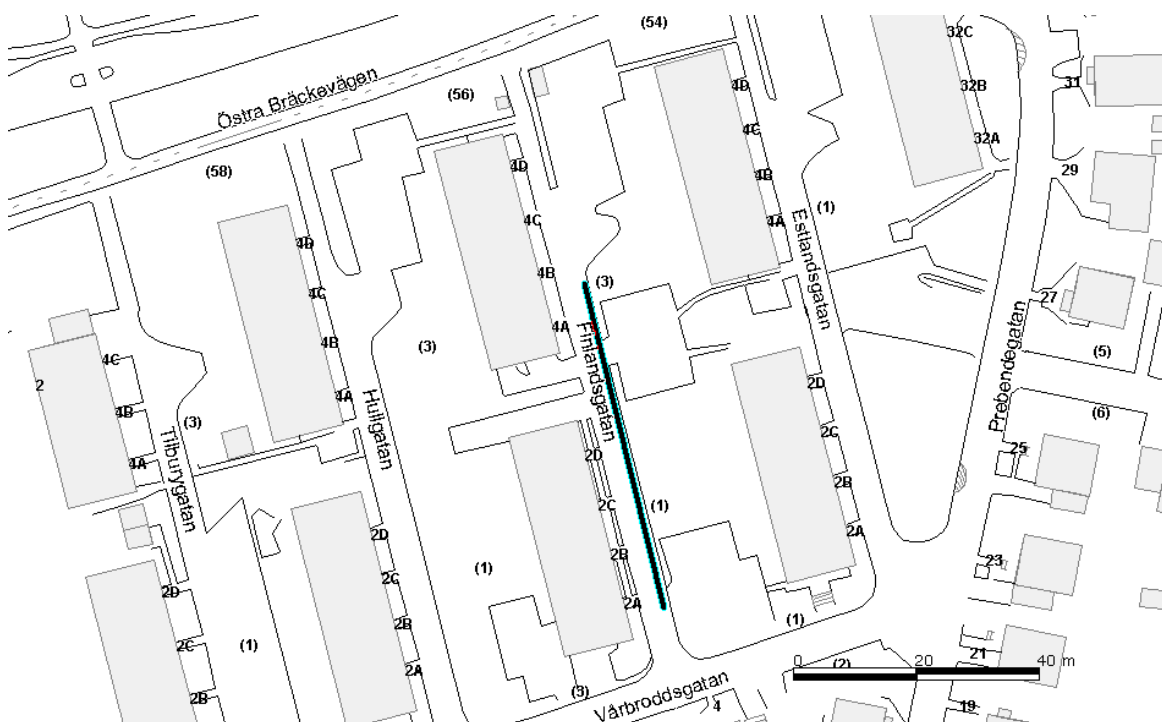 (54)
32C
4D
31
32B
(56)
Östra Bräckevägen
4C
32A
4D
(58)
4B
29
4C
4A
(1)
4D
Estlandsgatan
4B
(3)
4C
27
4A
Finlandsgatan
4B
(3)
(5)
4C
2
2D
4A
Hullgatan
Prebendegatan
4B
(3)
(6)
2C
Tilburygatan
2D
25
4A
2B
2C
(1)
2D
2A
2B
23
(1)
2C
2D
2A
2B
(1)
2C
(1)
21
0 20 40 m
2A
(2)
2B
(3)
Vårbroddsgatan
4
19